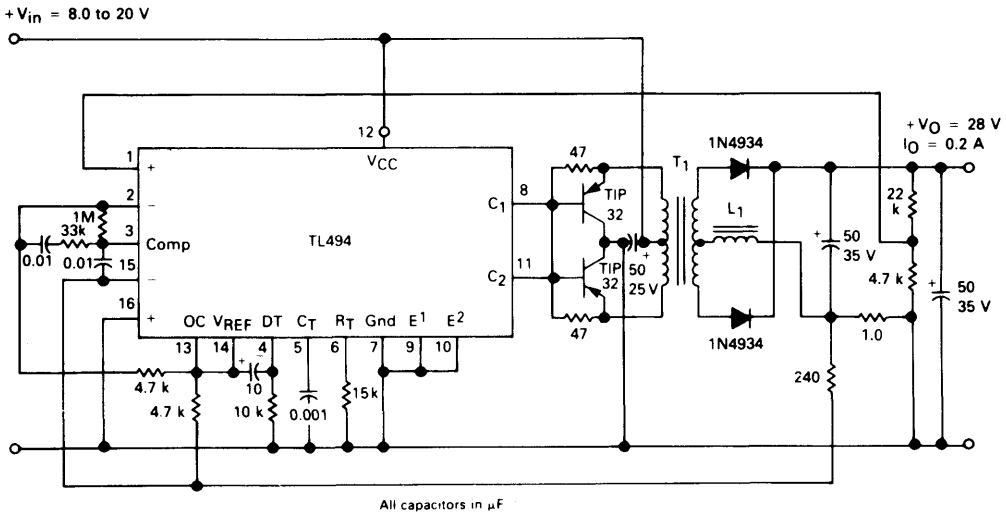 +Vin = 8.0 to 20 V
12
VCC
1
+
2
−
1M
33k
3
Comp
0.01
0.01
15
−
16
+
TL494
C1
8
C2
11
OC
VREF
DT
CT
RT
Gnd
E1
E2
13
14
4
5
6
7
9
10
+
−
10
4.7 k
4.7 k
10 k
0.001
15k
47
TIP
32
TIP
32
47
+
50
25 V
T1
1N4934
L1
1N4934
+VO = 28 V
IO = 0.2 A
22
k
+
50
35 V
4.7 k
+
50
35 V
1.0
240
All capacitors in μF